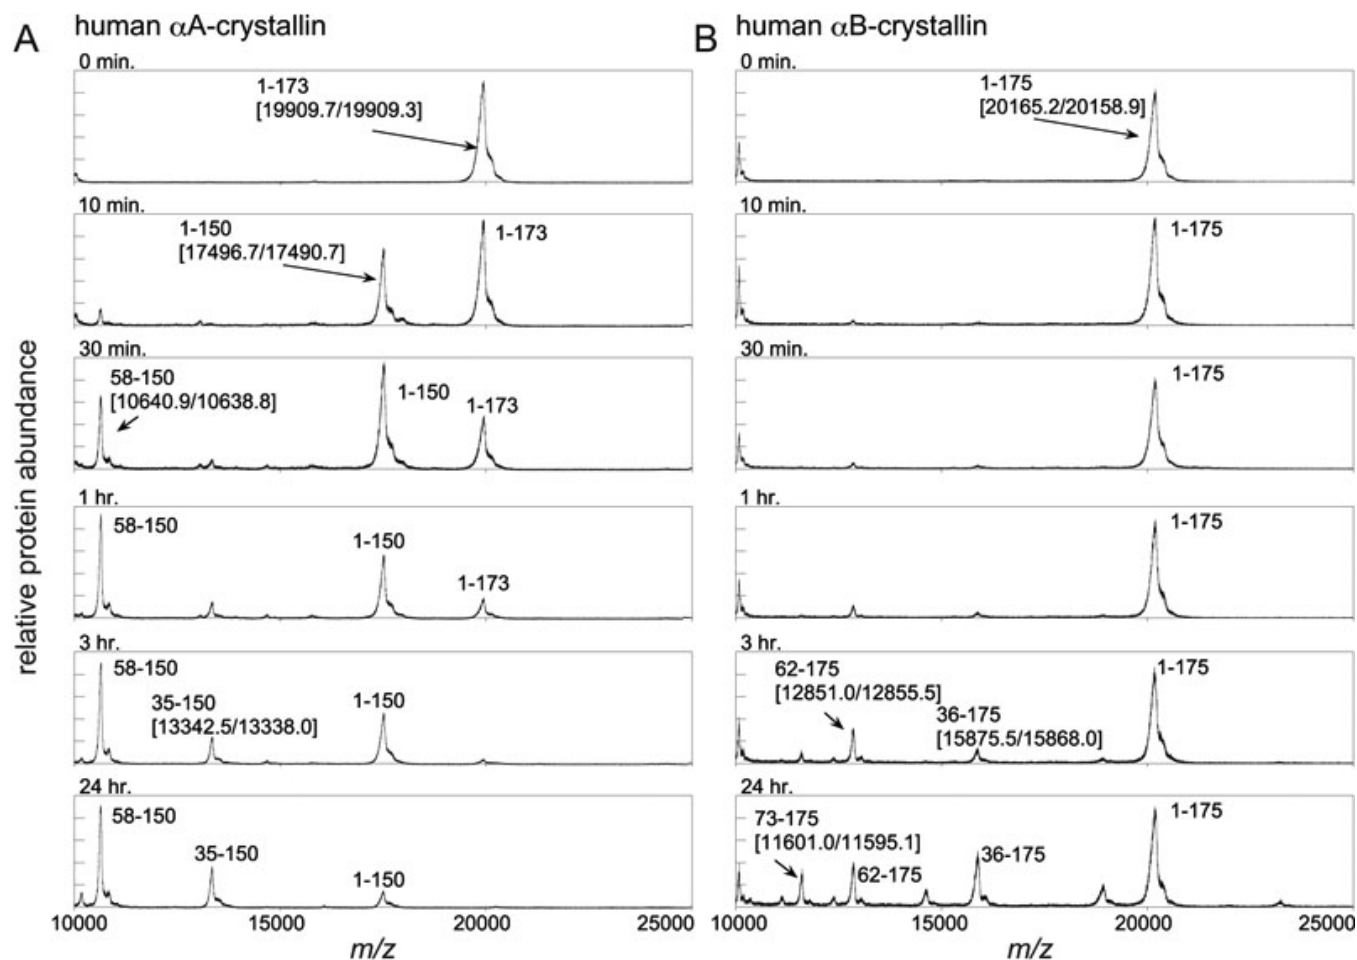 A
human αA-crystallin
0 min.
1-173
[19909.7/19909.3]
10 min.
1-150
[17496.7/17490.7]
1-173
30 min.
58-150
[10640.9/10638.8]
1-150
1-173
1 hr.
58-150
1-150
1-173
3 hr.
58-150
35-150
[13342.5/13338.0]
1-150
24 hr.
58-150
35-150
1-150
10000 15000 20000
m/z
relative protein abundance
B
human αB-crystallin
0 min.
1-175
[20165.2/20158.9]
10 min.
1-175
30 min.
1-175
1 hr.
1-175
3 hr.
62-175
[12851.0/12855.5]
36-175
[15875.5/15868.0]
1-175
24 hr.
73-175
[11601.0/11595.1]
62-175
36-175
1-175
10000 15000 20000 25000
m/z